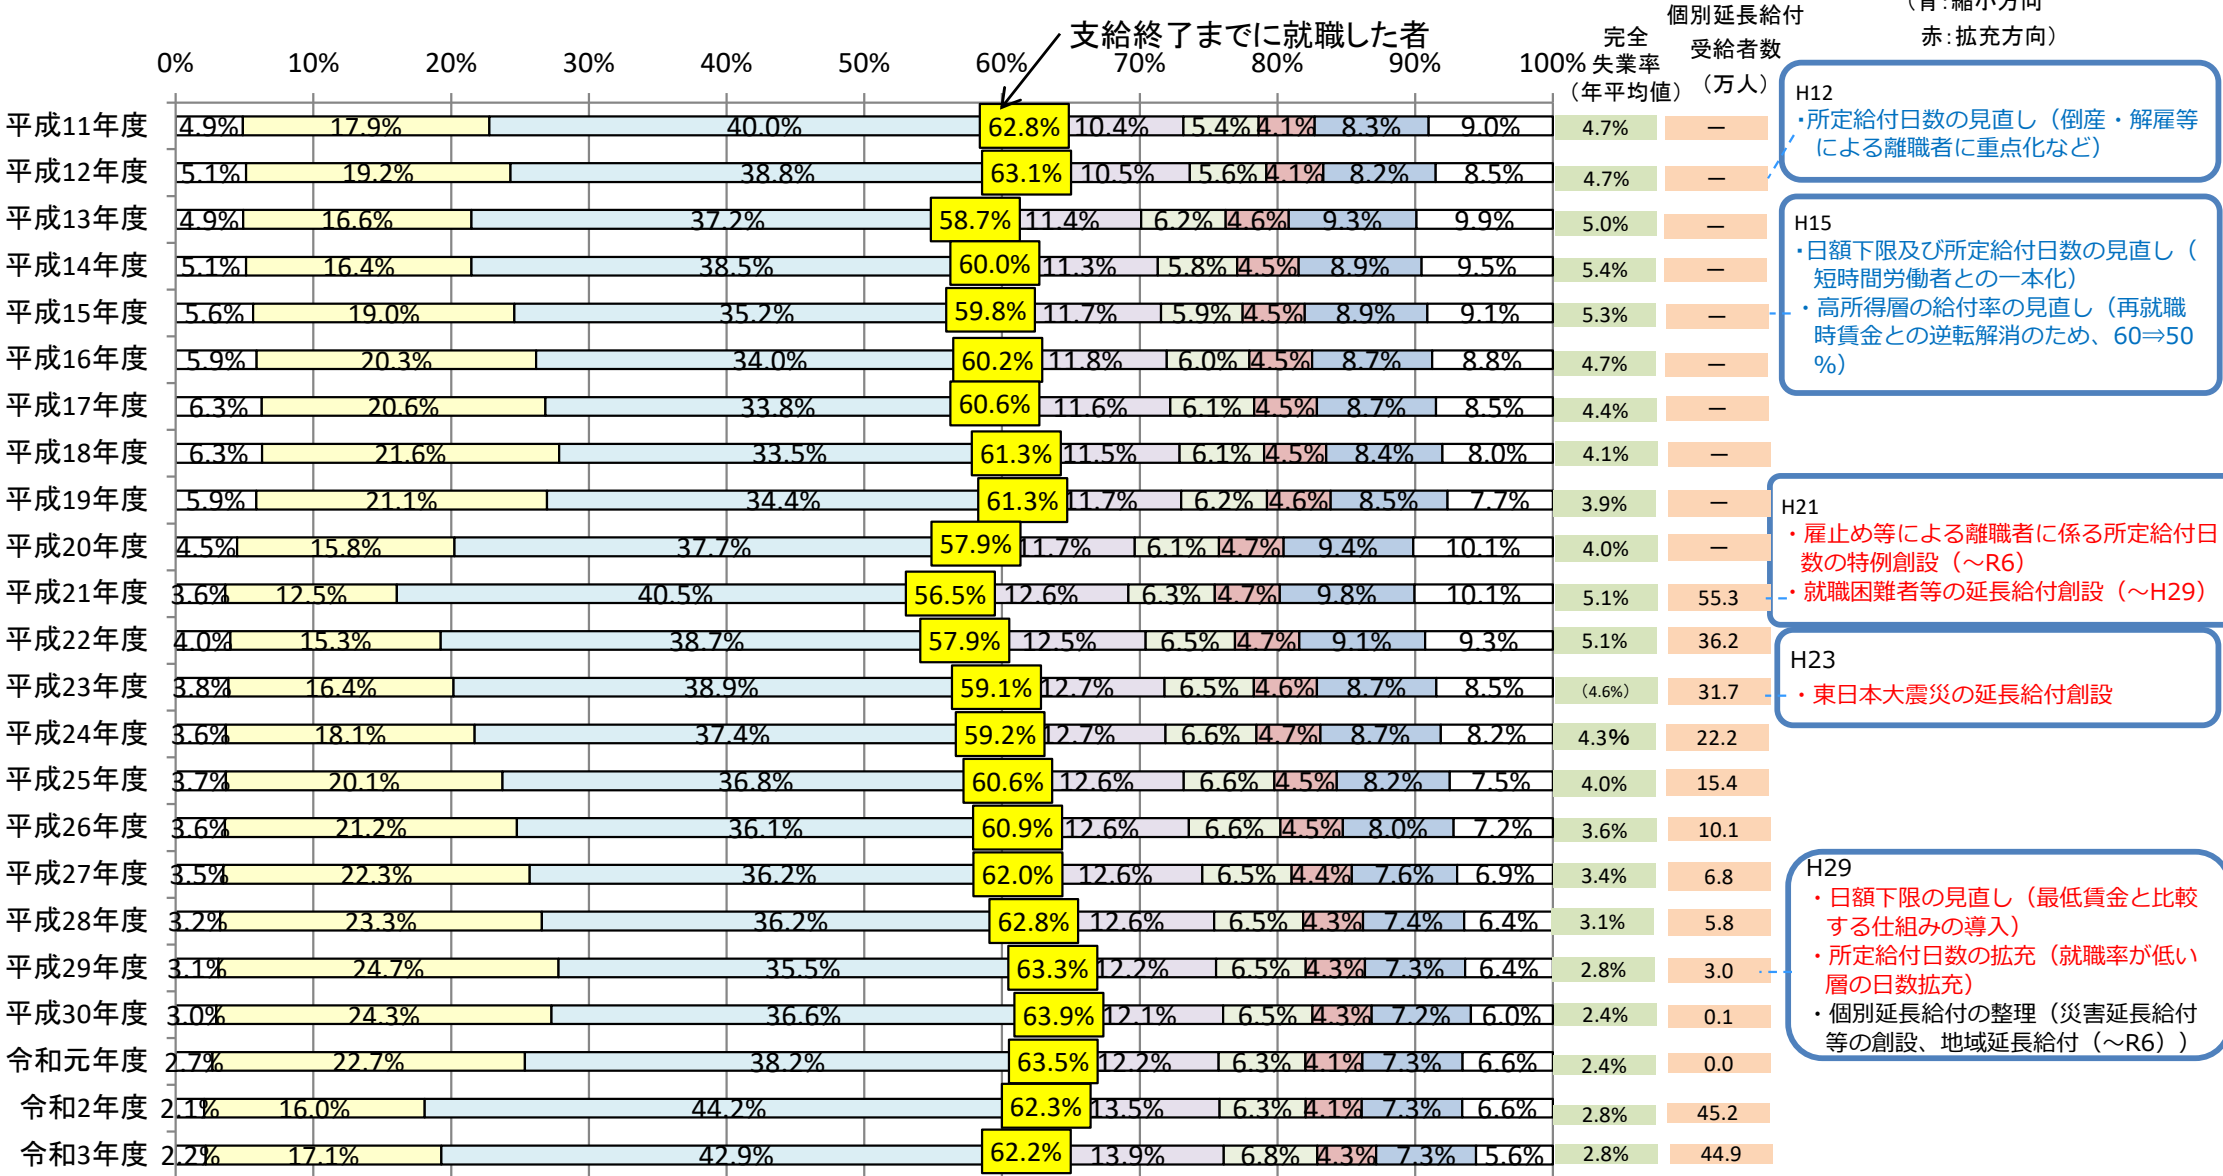 (青:縮小方向
赤:拡充方向)
個別延長給付
受給者数
(万人)
完全
失業率
(年平均値)
支給終了までに就職した者
0% 10% 20% 30% 40% 50% 60% 70% 80% 90% 100%
平成11年度 4.9% 17.9% 40.0% 62.8% 10.4% 5.4% 4.1% 8.3% 9.0% 4.7% —
平成12年度 5.1% 19.2% 38.8% 63.1% 10.5% 5.6% 4.1% 8.2% 8.5% 4.7% —
平成13年度 4.9% 16.6% 37.2% 58.7% 11.4% 6.2% 4.6% 9.3% 9.9% 5.0% —
平成14年度 5.1% 16.4% 38.5% 60.0% 11.3% 5.8% 4.5% 8.9% 9.5% 5.4% —
平成15年度 5.6% 19.0% 35.2% 59.8% 11.7% 5.9% 4.5% 8.9% 9.1% 5.3% —
平成16年度 5.9% 20.3% 34.0% 60.2% 11.8% 6.0% 4.5% 8.7% 8.8% 4.7% —
平成17年度 6.3% 20.6% 33.8% 60.6% 11.6% 6.1% 4.5% 8.7% 8.5% 4.4% —
平成18年度 6.3% 21.6% 33.5% 61.3% 11.5% 6.1% 4.5% 8.4% 8.0% 4.1% —
平成19年度 5.9% 21.1% 34.4% 61.3% 11.7% 6.2% 4.6% 8.5% 7.7% 3.9% —
平成20年度 4.5% 15.8% 37.7% 57.9% 11.7% 6.1% 4.7% 9.4% 10.1% 4.0% —
平成21年度 3.6% 12.5% 40.5% 56.5% 12.6% 6.3% 4.7% 9.8% 10.1% 5.1% 55.3
平成22年度 4.0% 15.3% 38.7% 57.9% 12.5% 6.5% 4.7% 9.1% 9.3% 5.1% 36.2
平成23年度 3.8% 16.4% 38.9% 59.1% 12.7% 6.5% 4.6% 8.7% 8.5% (4.6%) 31.7
平成24年度 3.6% 18.1% 37.4% 59.2% 12.7% 6.6% 4.7% 8.7% 8.2% 4.3% 22.2
平成25年度 3.7% 20.1% 36.8% 60.6% 12.6% 6.6% 4.5% 8.2% 7.5% 4.0% 15.4
平成26年度 3.6% 21.2% 36.1% 60.9% 12.6% 6.6% 4.5% 8.0% 7.2% 3.6% 10.1
平成27年度 3.5% 22.3% 36.2% 62.0% 12.6% 6.5% 4.4% 7.6% 6.9% 3.4% 6.8
平成28年度 3.2% 23.3% 36.2% 62.8% 12.6% 6.5% 4.3% 7.4% 6.4% 3.1% 5.8
平成29年度 3.1% 24.7% 35.5% 63.3% 12.2% 6.5% 4.3% 7.3% 6.4% 2.8% 3.0
平成30年度 3.0% 24.3% 36.6% 63.9% 12.1% 6.5% 4.3% 7.2% 6.0% 2.4% 0.1
令和元年度 2.7% 22.7% 38.2% 63.5% 12.2% 6.3% 4.1% 7.3% 6.6% 2.4% 0.0
令和2年度 2.1% 16.0% 44.2% 62.3% 13.5% 6.3% 4.1% 7.3% 6.6% 2.8% 45.2
令和3年度 2.2% 17.1% 42.9% 62.2% 13.9% 6.8% 4.3% 7.3% 5.6% 2.8% 44.9
H12
・所定給付日数の見直し（倒産・解雇等
による離職者に重点化など）
H15
・日額下限及び所定給付日数の見直し（
短時間労働者との一本化）
・高所得層の給付率の見直し（再就職
時賃金との逆転解消のため、60⇒50
%）
H21
・雇止め等による離職者に係る所定給付日
数の特例創設（～R6）
・就職困難者等の延長給付創設（～H29）
H23
・東日本大震災の延長給付創設
H29
・日額下限の見直し（最低賃金と比較
する仕組みの導入）
・所定給付日数の拡充（就職率が低い
層の日数拡充）
・個別延長給付の整理（災害延長給付
等の創設、地域延長給付（～R6））